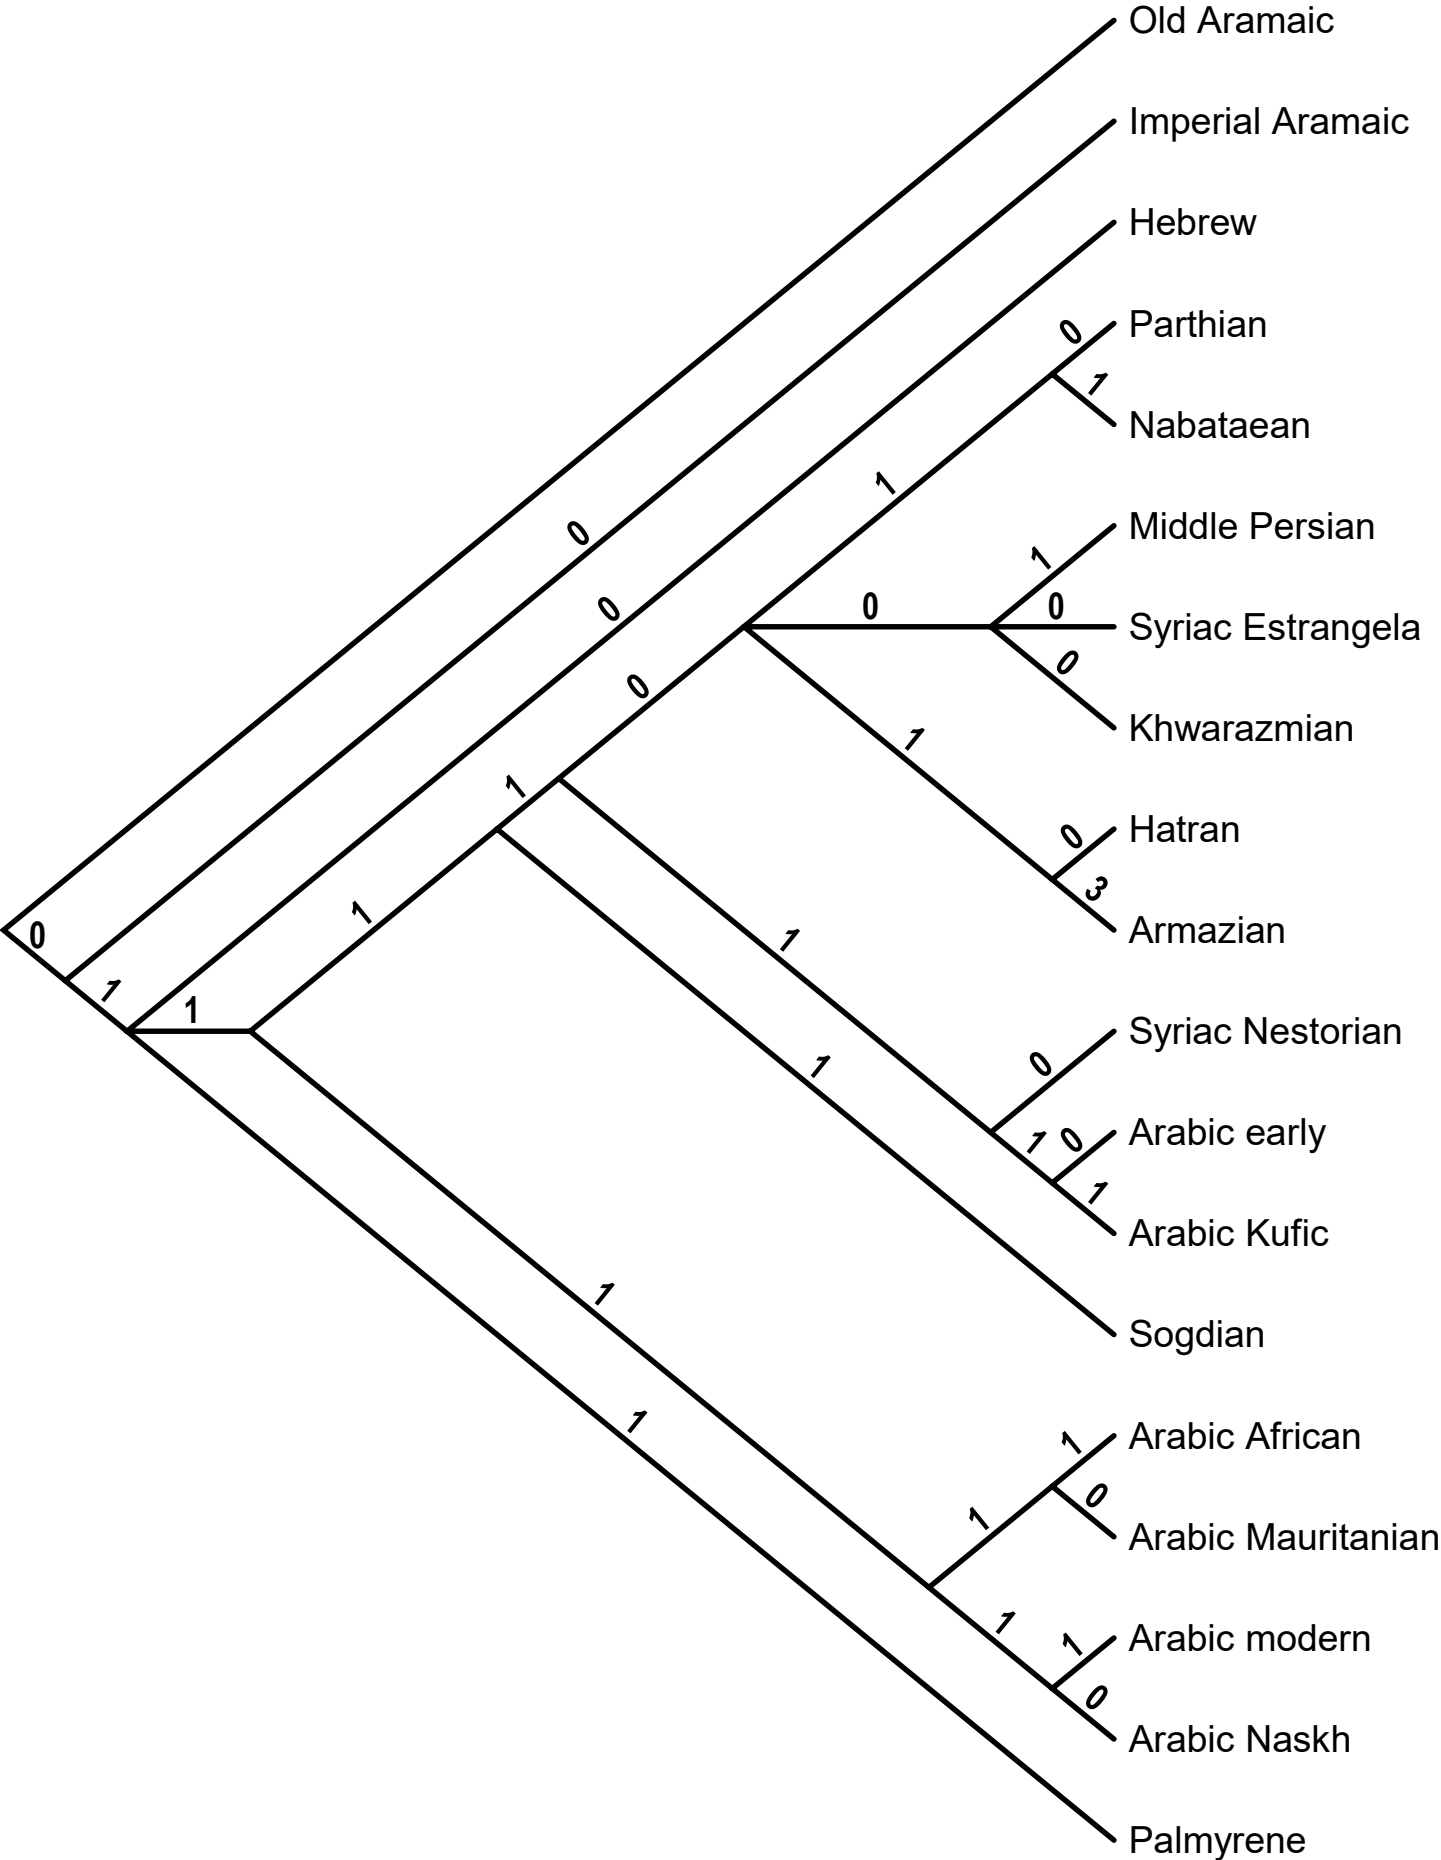 Old Aramaic
Imperial Aramaic
Hebrew
0
Parthian
1
Nabataean
1
Middle Persian
1
0
0
0
Syriac Estrangela
0
0
Khwarazmian
0
1
1
0
Hatran
3
Armazian
1
0
1
1
1
Syriac Nestorian
0
1
0
Arabic early
1
1
Arabic Kufic
1
Sogdian
1
1
Arabic African
0
1
Arabic Mauritanian
1
1
Arabic modern
0
Arabic Naskh
Palmyrene